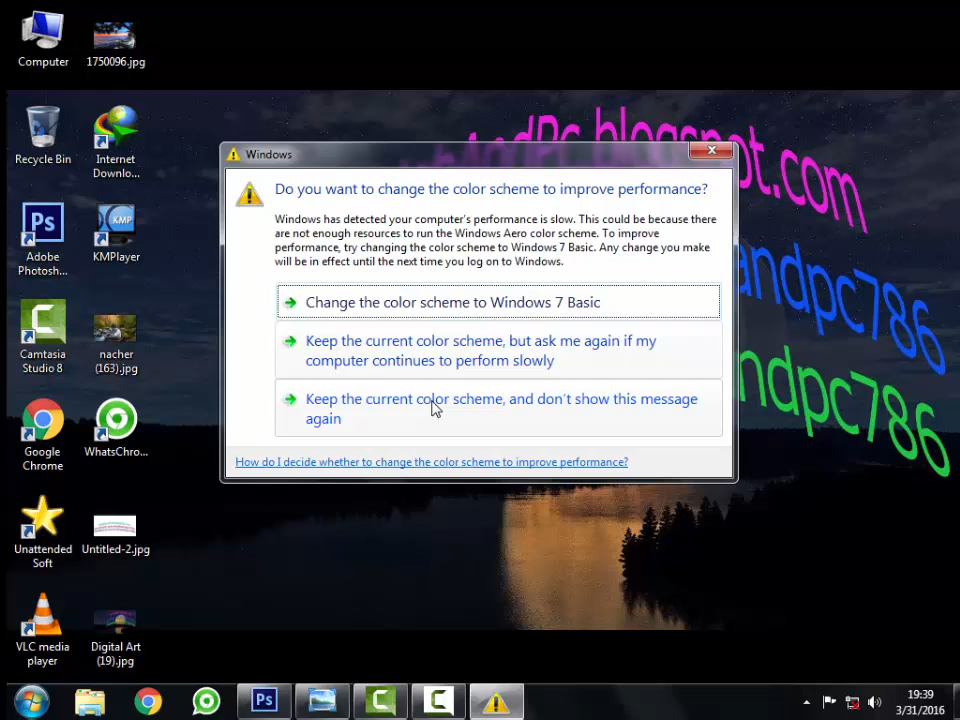 Computer
1750096.jpg
Recycle Bin
Internet
Downlo...
Adobe
Photosh...
KMPlayer
Camtasia
Studio 8
nacher
(163).jpg
Google
Chrome
WhatsChro...
Unattended
Soft
Untitled-2.jpg
VLC media
player
Digital Art
(19).jpg
AndPc.blogspot.com
andpc786
andpc786
Windows
Do you want to change the color scheme to improve performance?
Windows has detected your computer's performance is slow. This could be because there
are not enough resources to run the Windows Aero color scheme. To improve
performance, try changing the color scheme to Windows 7 Basic. Any change you make
will be in effect until the next time you log on to Windows.
Change the color scheme to Windows 7 Basic
Keep the current color scheme, but ask me again if my
computer continues to perform slowly
Keep the current color scheme, and don't show this message
again
How do I decide whether to change the color scheme to improve performance?
19:39
3/31/2016